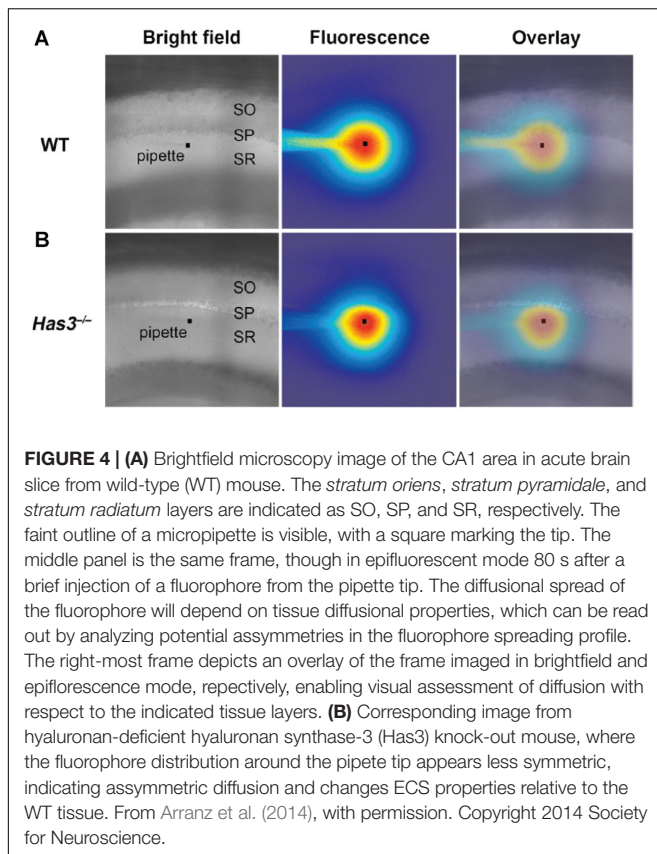 A
Bright field
Fluorescence
Overlay
WT
SO
SP
SR
pipette
B
Has3–/–
SO
SP
SR
pipette
FIGURE 4 | (A) Brightfield microscopy image of the CA1 area in acute brain
slice from wild-type (WT) mouse. The stratum oriens, stratum pyramidale, and
stratum radiatum layers are indicated as SO, SP, and SR, respectively. The
faint outline of a micropipette is visible, with a square marking the tip. The
middle panel is the same frame, though in epifluorescent mode 80 s after a
brief injection of a fluorophore from the pipette tip. The diffusional spread of
the fluorophore will depend on tissue diffusional properties, which can be read
out by analyzing potential assymmetries in the fluorophore spreading profile.
The right-most frame depicts an overlay of the frame imaged in brightfield and
epiflorescence mode, repectively, enabling visual assessment of diffusion with
respect to the indicated tissue layers. (B) Corresponding image from
hyaluronan-deficient hyaluronan synthase-3 (Has3) knock-out mouse, where
the fluorophore distribution around the pipete tip appears less symmetric,
indicating assymmetric diffusion and changes ECS properties relative to the
WT tissue. From Arranz et al. (2014), with permission. Copyright 2014 Society
for Neuroscience.